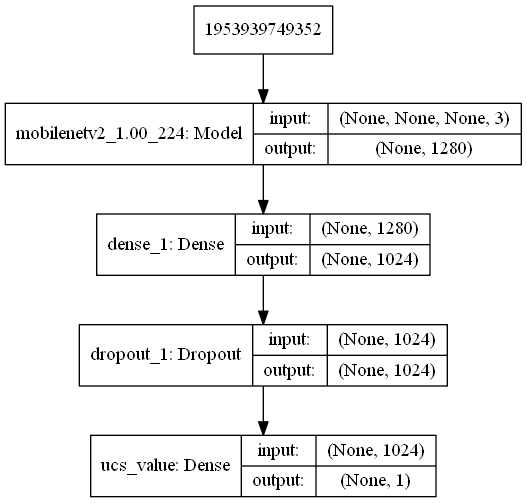 1953939749352
mobilenetv2_1.00_224: Model
input:
(None, None, None, 3)
output:
(None, 1280)
dense_1: Dense
input:
(None, 1280)
output:
(None, 1024)
dropout_1: Dropout
input:
(None, 1024)
output:
(None, 1024)
ucs_value: Dense
input:
(None, 1024)
output:
(None, 1)